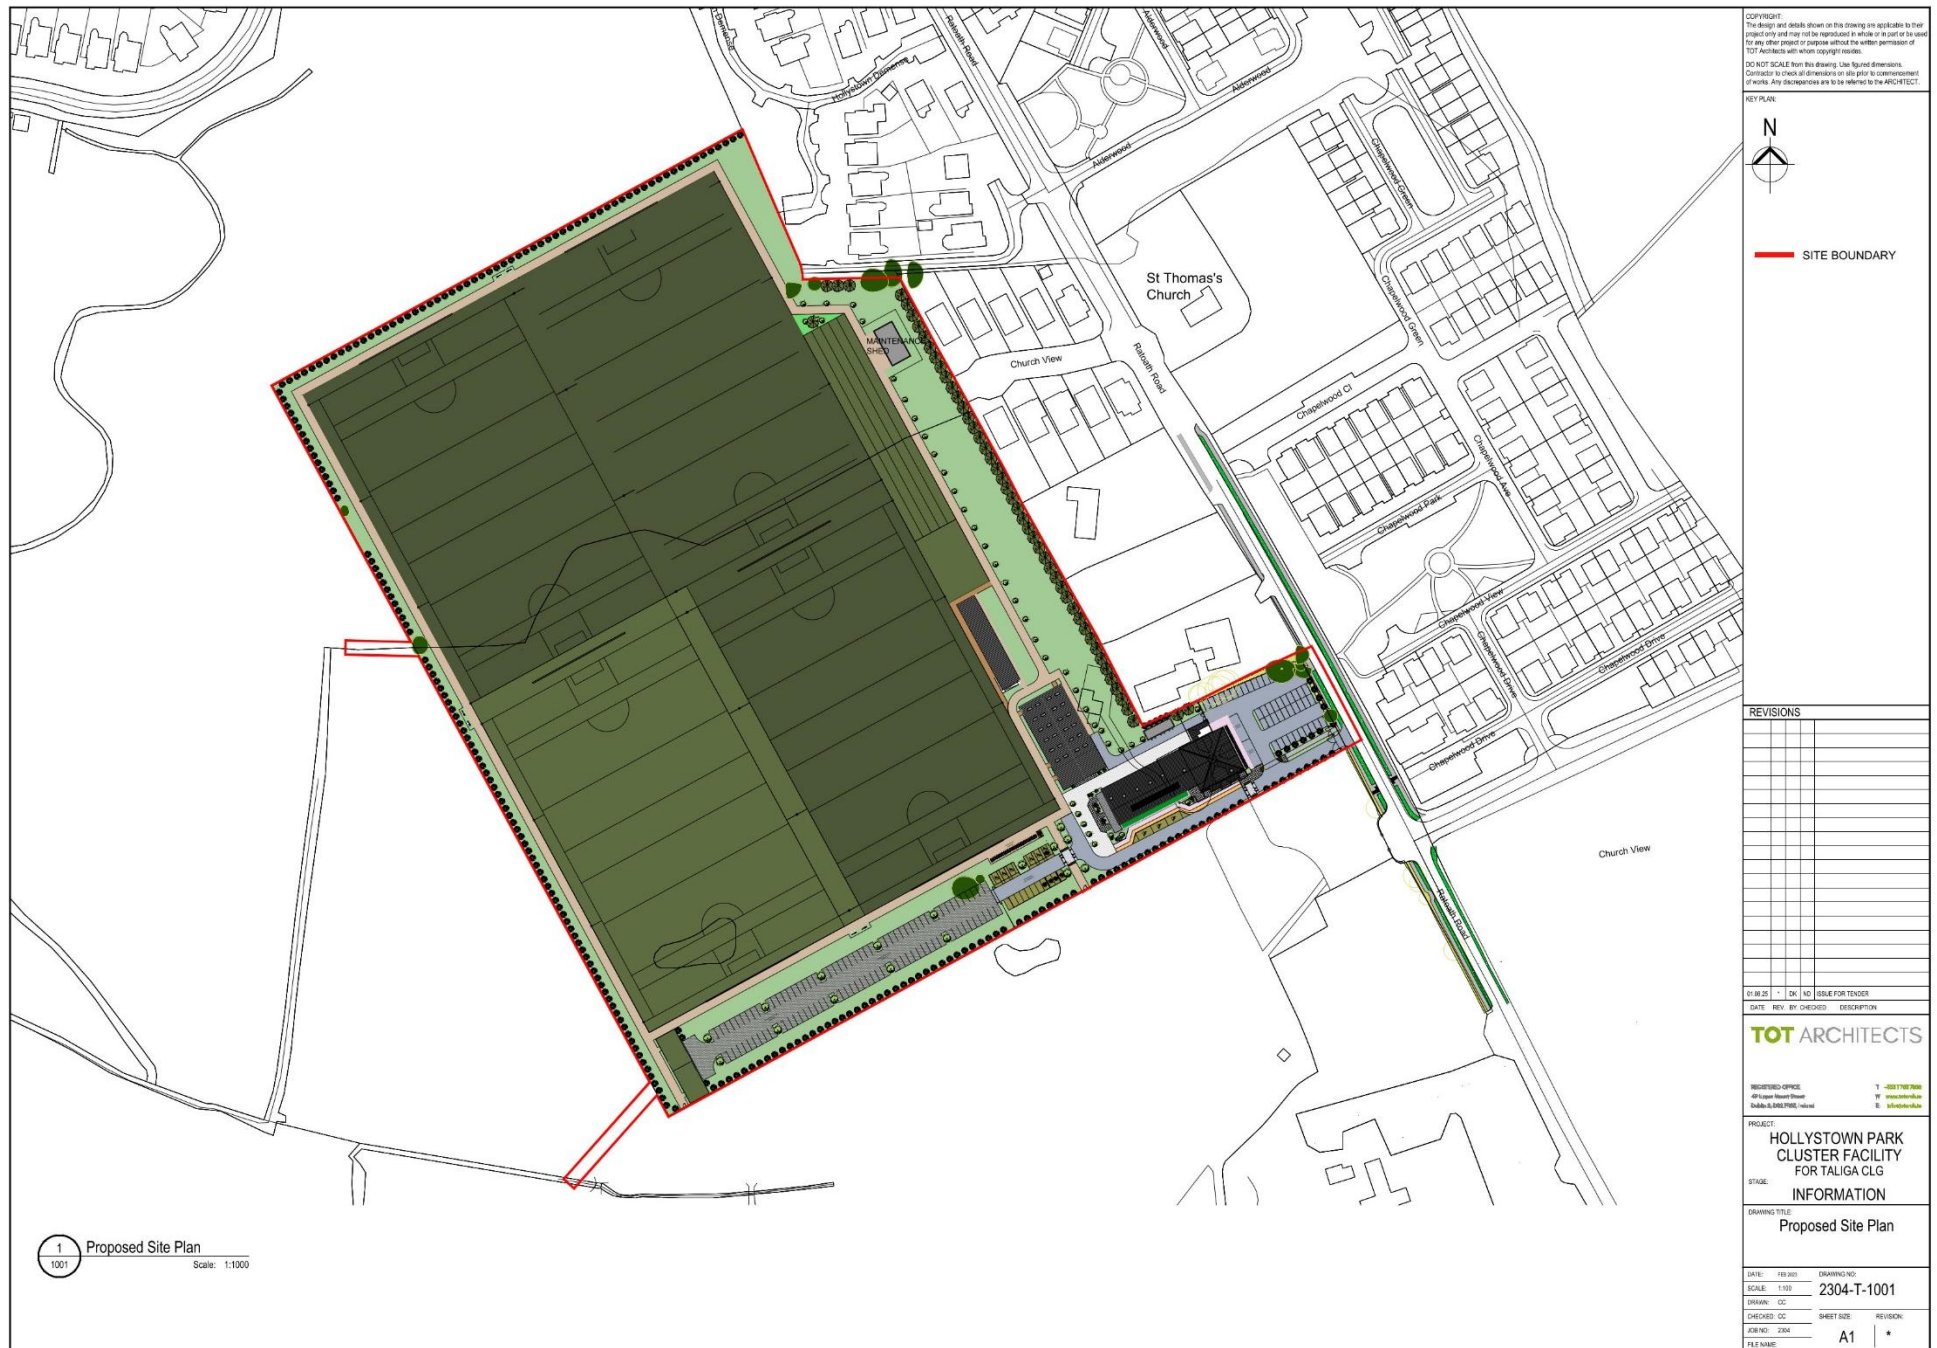 COPYRIGHT:
The design and details shown on this drawing are applicable to their
project only and may not be reproduced in whole or in part or be used
for any other project or purpose without the written permission of
TOT Architects with whom copyright resides.
DO NOT SCALE from this drawing. Use figured dimensions.
Contractor to check all dimensions on site prior to commencement
of works. Any discrepancies are to be referred to the ARCHITECT.
KEY PLAN:
N
SITE BOUNDARY
Demesne
Hollystown Demesne
Ratoath Road
Alderwood
Alderwood
Alderwood
Chapelwood Green
Chapelwood Green
St Thomas's
Church
MAINTENANCE
SHED
Church View
Ratoath Road
Chapelwood Cl
Chapelwood Ave
Chapelwood Park
Chapelwood View
Chapelwood Drive
Chapelwood Drive
Chapelwood Drive
Church View
Ratoath Road
REVISIONS
* DK ND ISSUE FOR TENDER
DATE REV. BY CHECKED DESCRIPTION
TOT ARCHITECTS
REGISTERED OFFICE
T
W
E
PROJECT:
HOLLYSTOWN PARK
CLUSTER FACILITY
FOR TALIGA CLG
STAGE:
INFORMATION
DRAWING TITLE:
Proposed Site Plan
DATE:
DRAWING NO:
SCALE: 1:100
2304-T-1001
DRAWN: CC
CHECKED: CC
SHEET SIZE:
REVISION:
JOB NO: 2304
A1
*
FILE NAME:
1
1001
Proposed Site Plan
Scale: 1:1000